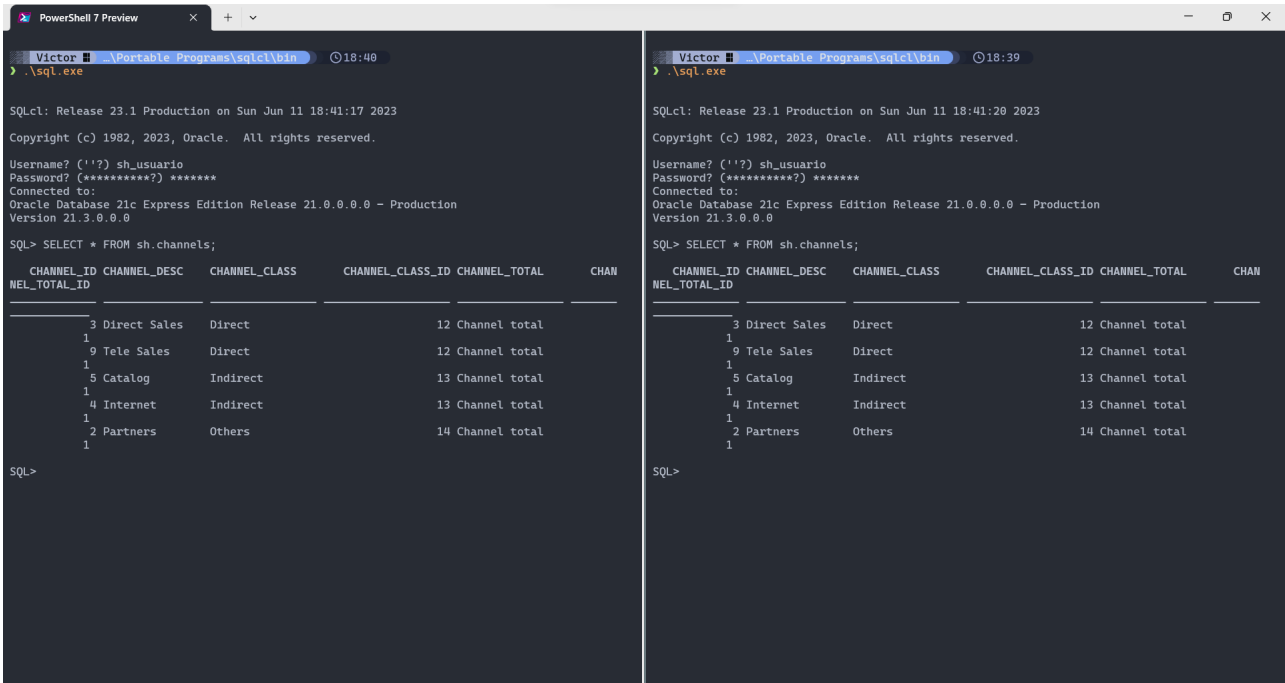 PowerShell 7 Preview
Victor …\Portable Programs\sqlcl\bin 18:40
❯ .\sql.exe
SQLcl: Release 23.1 Production on Sun Jun 11 18:41:17 2023
Copyright (c) 1982, 2023, Oracle.  All rights reserved.
Username? (''?) sh_usuario
Password? (**********?) *******
Connected to:
Oracle Database 21c Express Edition Release 21.0.0.0.0 - Production
Version 21.3.0.0.0
SQL> SELECT * FROM sh.channels;
CHANNEL_ID CHANNEL_DESC CHANNEL_CLASS CHANNEL_CLASS_ID CHANNEL_TOTAL CHAN
NEL_TOTAL_ID
3 Direct Sales Direct 12 Channel total
1
9 Tele Sales Direct 12 Channel total
1
5 Catalog Indirect 13 Channel total
1
4 Internet Indirect 13 Channel total
1
2 Partners Others 14 Channel total
1
SQL>
Victor …\Portable Programs\sqlcl\bin 18:39
❯ .\sql.exe
SQLcl: Release 23.1 Production on Sun Jun 11 18:41:20 2023
Copyright (c) 1982, 2023, Oracle.  All rights reserved.
Username? (''?) sh_usuario
Password? (**********?) *******
Connected to:
Oracle Database 21c Express Edition Release 21.0.0.0.0 - Production
Version 21.3.0.0.0
SQL> SELECT * FROM sh.channels;
CHANNEL_ID CHANNEL_DESC CHANNEL_CLASS CHANNEL_CLASS_ID CHANNEL_TOTAL CHAN
NEL_TOTAL_ID
3 Direct Sales Direct 12 Channel total
1
9 Tele Sales Direct 12 Channel total
1
5 Catalog Indirect 13 Channel total
1
4 Internet Indirect 13 Channel total
1
2 Partners Others 14 Channel total
1
SQL>